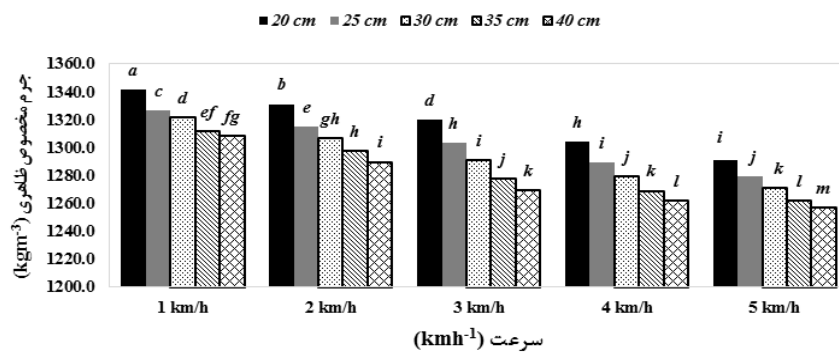 20 cm 25 cm 30 cm 35 cm 40 cm
جرم مخصوص ظاهری
(kgm-3)
1360.0
1340.0
1320.0
1300.0
1280.0
1260.0
1240.0
1220.0
1200.0
a c d ef fg
b e gh h i
d h i j k
h i j k l
i j k l m
1 km/h 2 km/h 3 km/h 4 km/h 5 km/h
سرعت (kmh-1)